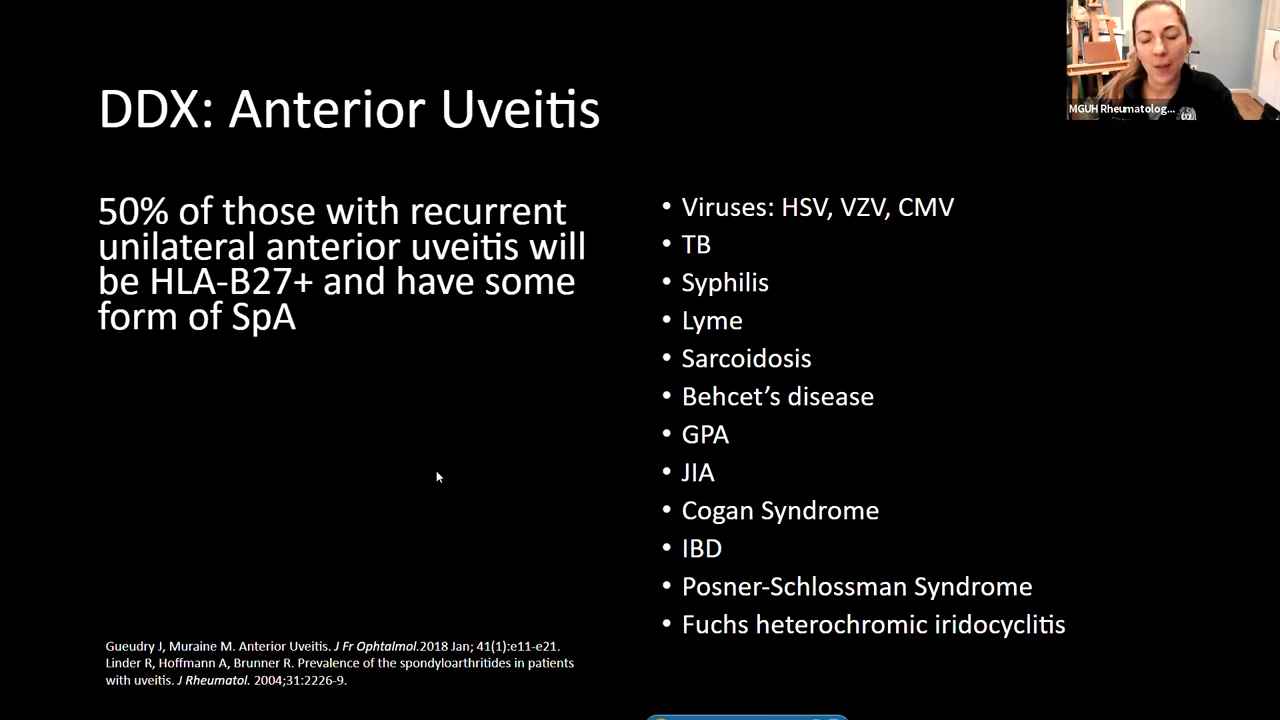 DDX: Anterior Uveitis
50% of those with recurrent
unilateral anterior uveitis will
be HLA-B27+ and have some
form of SpA
• Viruses: HSV, VZV, CMV
• TB
• Syphilis
• Lyme
• Sarcoidosis
• Behcet’s disease
• GPA
• JIA
• Cogan Syndrome
• IBD
• Posner-Schlossman Syndrome
• Fuchs heterochromic iridocyclitis
Gueudry J, Muraine M. Anterior Uveitis. J Fr Ophtalmol.2018 Jan; 41(1):e11-e21.
Linder R, Hoffmann A, Brunner R. Prevalence of the spondyloarthritides in patients
with uveitis. J Rheumatol. 2004;31:2226-9.
MGUH Rheumatolog...